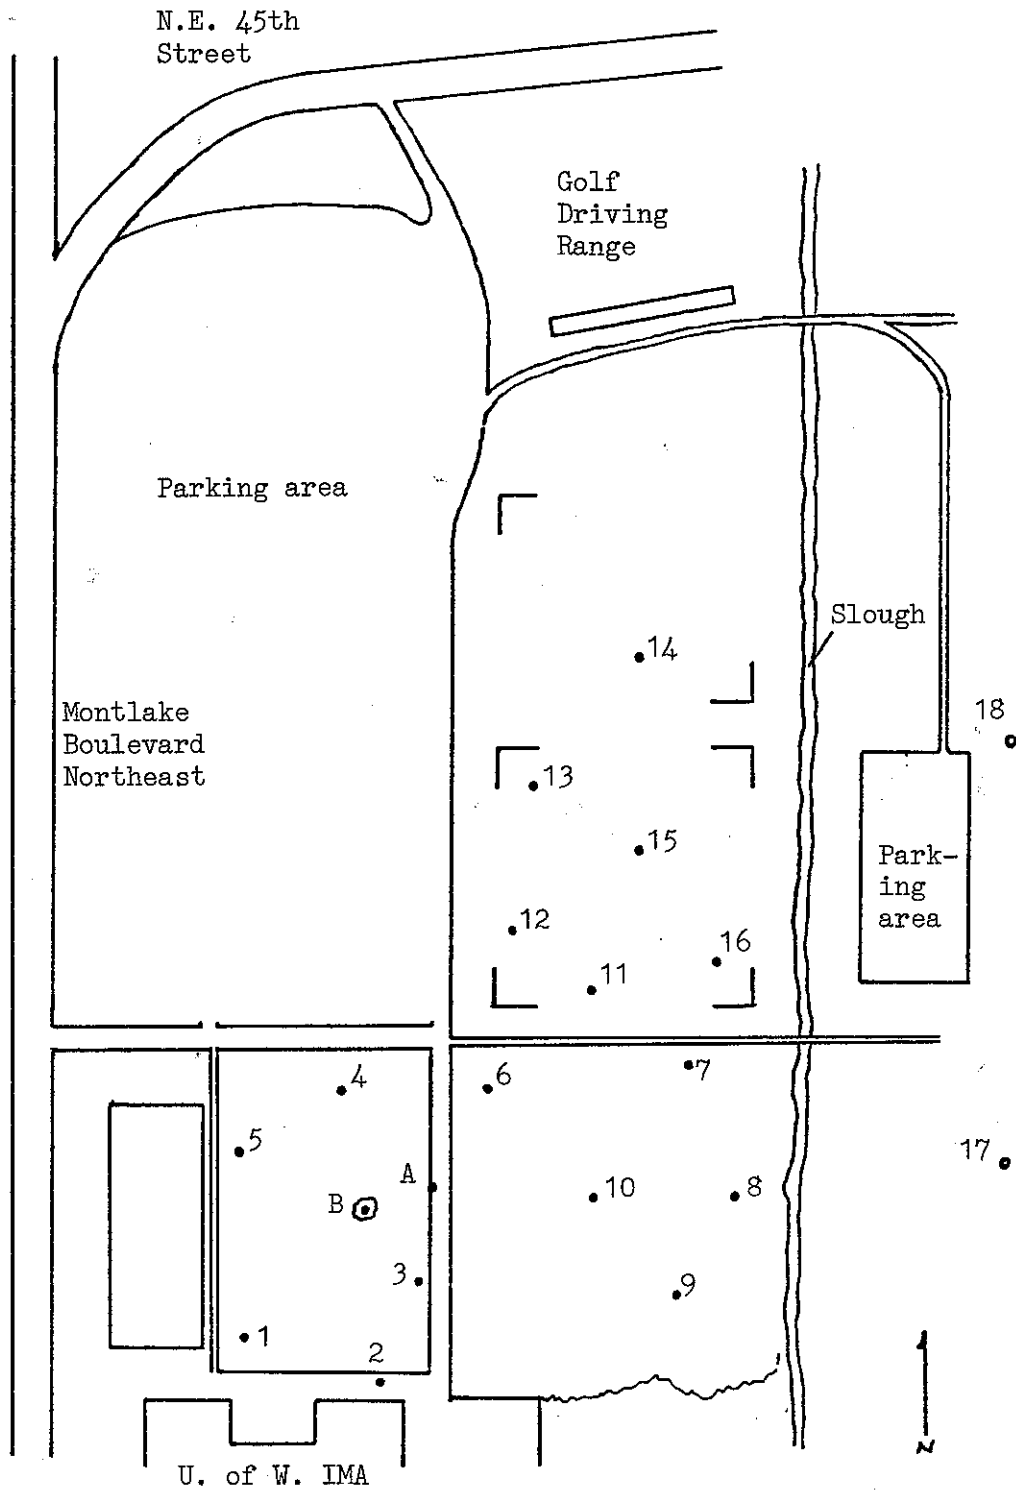 N.E. 45th
Street
Golf
Driving
Range
Parking area
Slough
14
18
Montlake
Boulevard
Northeast
13
15
Park-
ing
area
12
16
11
4
6
7
5
17
A
10
8
B
3
9
1
2
U. of W. IMA
N